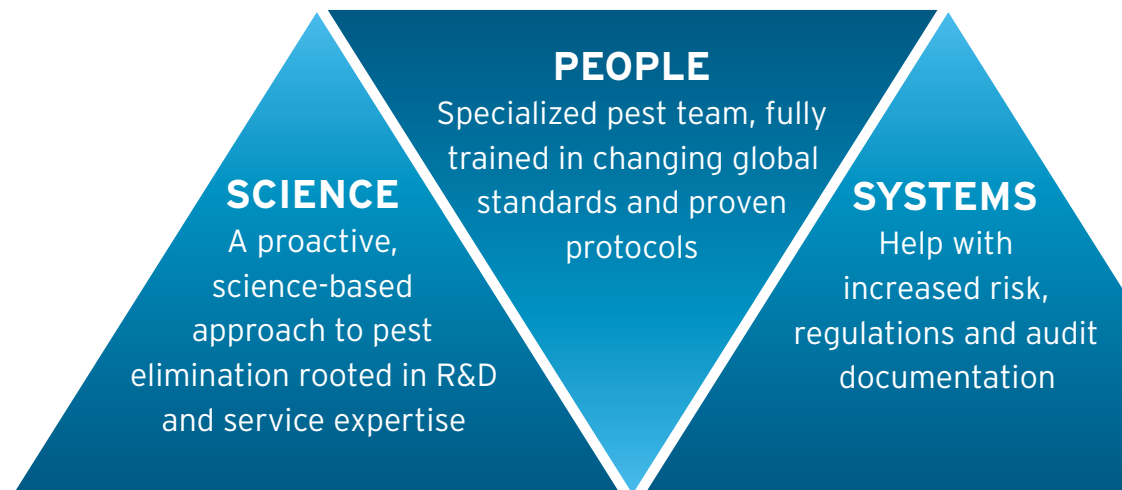 SCIENCE
A proactive,
science-based
approach to pest
elimination rooted in R&D
and service expertise
PEOPLE
Specialized pest team, fully
trained in changing global
standards and proven
protocols
SYSTEMS
Help with
increased risk,
regulations and audit
documentation